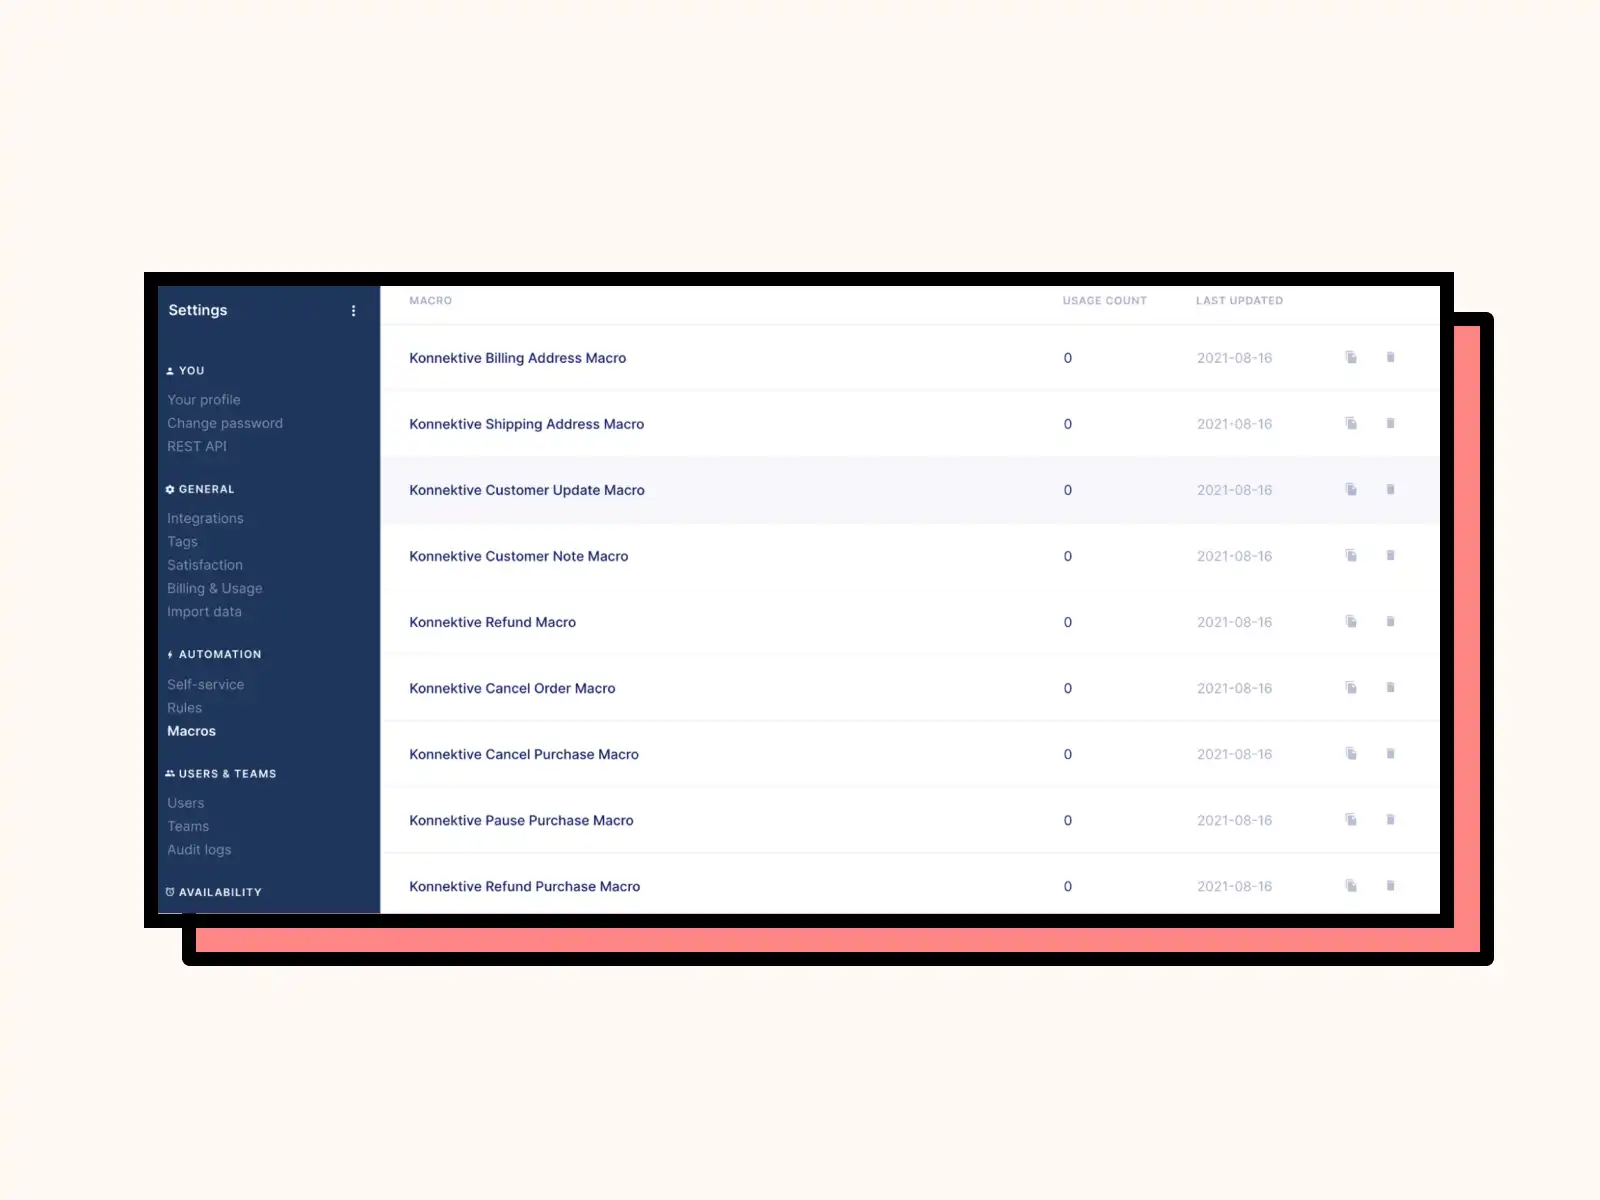 Settings
YOU
Your profile
Change password
REST API
GENERAL
Integrations
Tags
Satisfaction
Billing & Usage
Import data
AUTOMATION
Self-service
Rules
Macros
USERS & TEAMS
Users
Teams
Audit logs
AVAILABILITY
MACRO USAGE COUNT LAST UPDATED
Konnektive Billing Address Macro 0 2021-08-16
Konnektive Shipping Address Macro 0 2021-08-16
Konnektive Customer Update Macro 0 2021-08-16
Konnektive Customer Note Macro 0 2021-08-16
Konnektive Refund Macro 0 2021-08-16
Konnektive Cancel Order Macro 0 2021-08-16
Konnektive Cancel Purchase Macro 0 2021-08-16
Konnektive Pause Purchase Macro 0 2021-08-16
Konnektive Refund Purchase Macro 0 2021-08-16